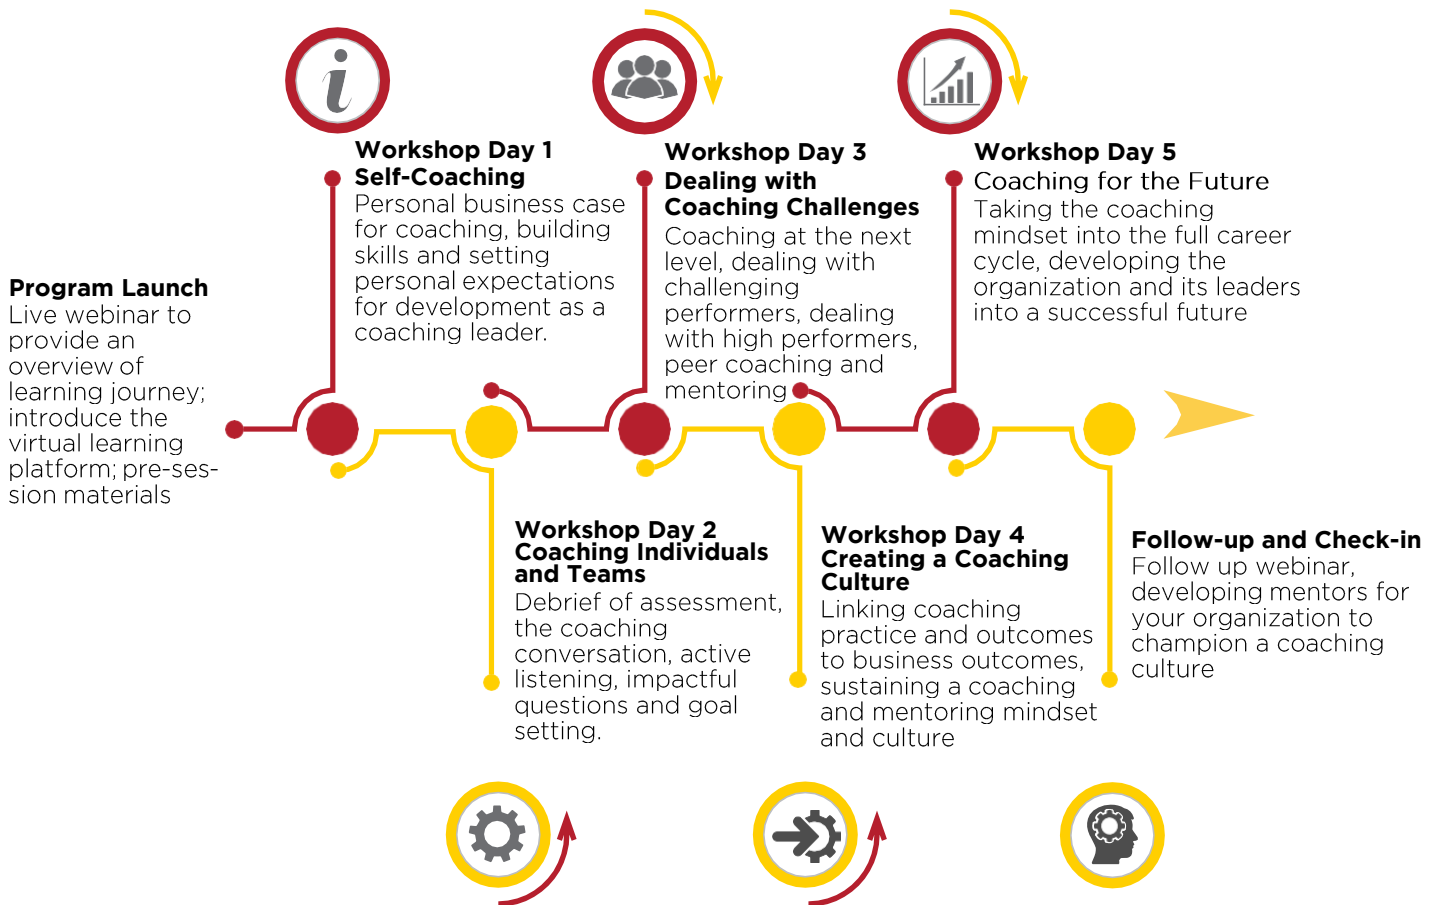 Program Launch
Live webinar to
provide an
overview of
learning journey;
introduce the
virtual learning
platform; pre-ses-
sion materials
Workshop Day 1
Self-Coaching
Personal business case
for coaching, building
skills and setting
personal expectations
for development as a
coaching leader.
Workshop Day 2
Coaching Individuals
and Teams
Debrief of assessment,
the coaching
conversation, active
listening, impactful
questions and goal
setting.
Workshop Day 3
Dealing with
Coaching Challenges
Coaching at the next
level, dealing with
challenging
performers, dealing
with high performers,
peer coaching and
mentoring
Workshop Day 4
Creating a Coaching
Culture
Linking coaching
practice and outcomes
to business outcomes,
sustaining a coaching
and mentoring mindset
and culture
Workshop Day 5
Coaching for the Future
Taking the coaching
mindset into the full career
cycle, developing the
organization and its leaders
into a successful future
Follow-up and Check-in
Follow up webinar,
developing mentors for
your organization to
champion a coaching
culture